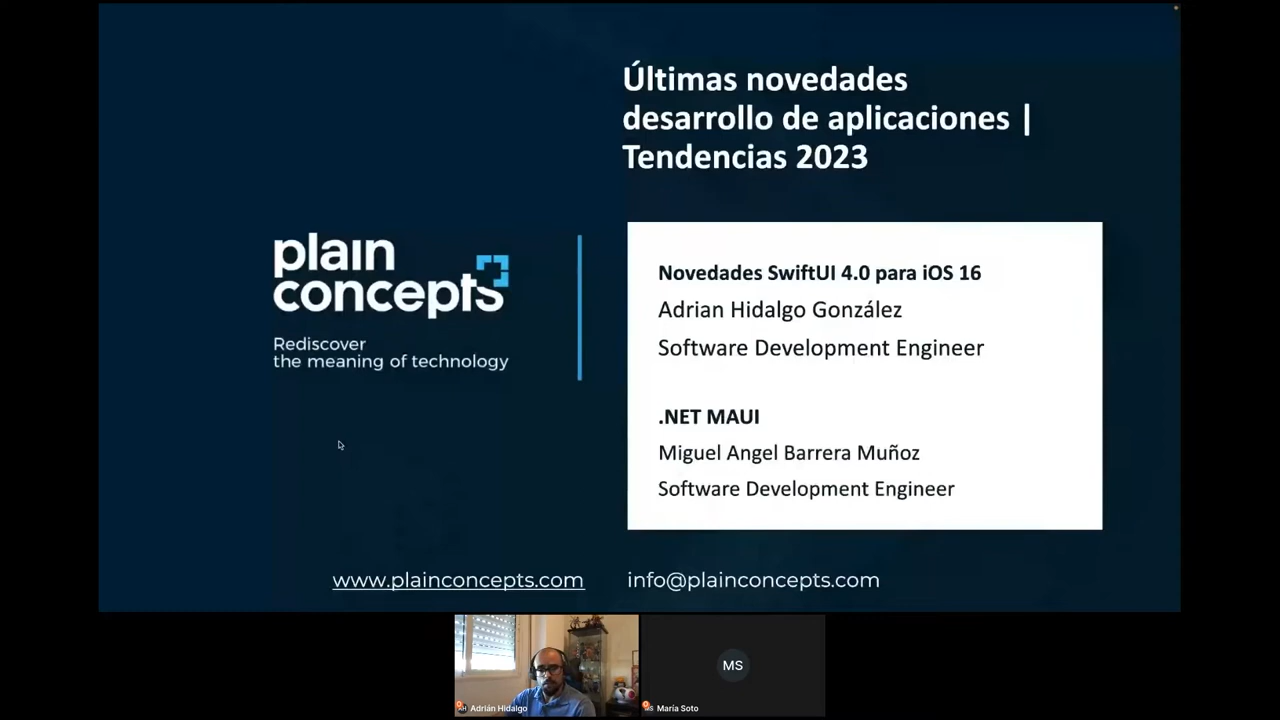 Últimas novedades
desarrollo de aplicaciones |
Tendencias 2023
plain
concepts
Rediscover
the meaning of technology
Novedades SwiftUI 4.0 para iOS 16
Adrian Hidalgo González
Software Development Engineer
.NET MAUI
Miguel Angel Barrera Muñoz
Software Development Engineer
www.plainconcepts.com
info@plainconcepts.com
MS
AH Adrián Hidalgo
MS María Soto